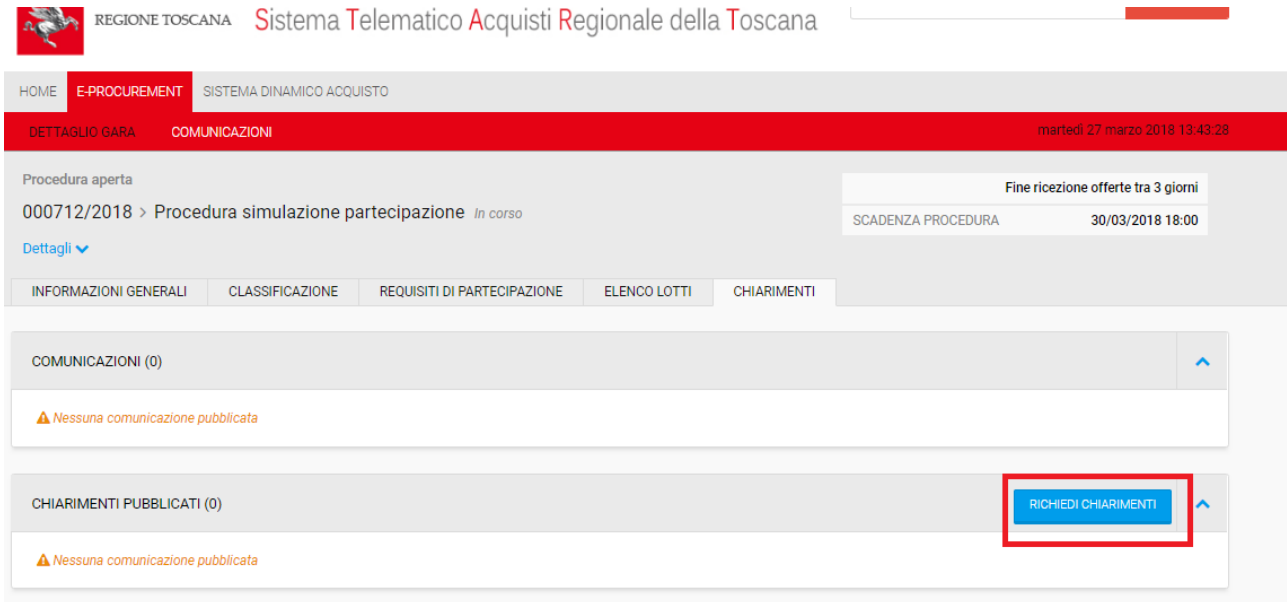 REGIONE TOSCANA Sistema Telematico Acquisti Regionale della Toscana
HOME E-PROCUREMENT SISTEMA DINAMICO ACQUISTO
DETTAGLIO GARA COMUNICAZIONI martedì 27 marzo 2018 13:43:28
Procedura aperta
Fine ricezione offerte tra 3 giorni
000712/2018 > Procedura simulazione partecipazione In corso
SCADENZA PROCEDURA 30/03/2018 18:00
Dettagli
INFORMAZIONI GENERALI CLASSIFICAZIONE REQUISITI DI PARTECIPAZIONE ELENCO LOTTI CHIARIMENTI
COMUNICAZIONI (0)
Nessuna comunicazione pubblicata
CHIARIMENTI PUBBLICATI (0) RICHIEDI CHIARIMENTI
Nessuna comunicazione pubblicata